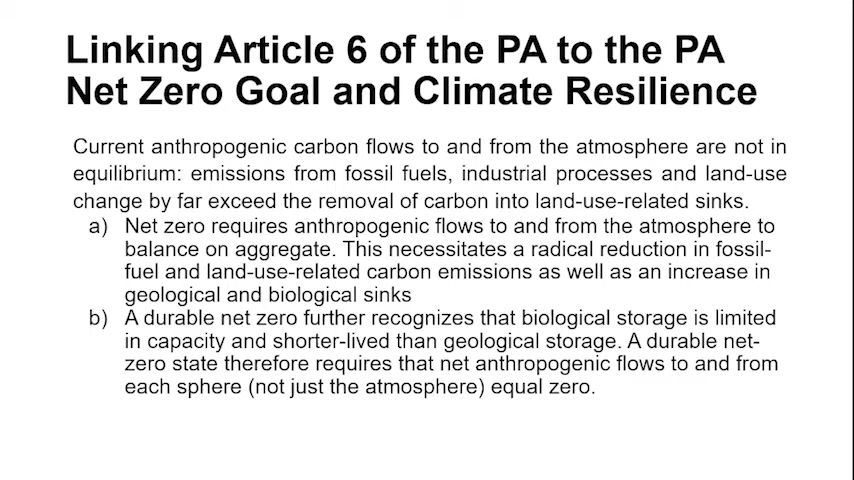 Linking Article 6 of the PA to the PA
Net Zero Goal and Climate Resilience
Current anthropogenic carbon flows to and from the atmosphere are not in
equilibrium: emissions from fossil fuels, industrial processes and land-use
change by far exceed the removal of carbon into land-use-related sinks.
a) Net zero requires anthropogenic flows to and from the atmosphere to
balance on aggregate. This necessitates a radical reduction in fossil-
fuel and land-use-related carbon emissions as well as an increase in
geological and biological sinks
b) A durable net zero further recognizes that biological storage is limited
in capacity and shorter-lived than geological storage. A durable net-
zero state therefore requires that net anthropogenic flows to and from
each sphere (not just the atmosphere) equal zero.